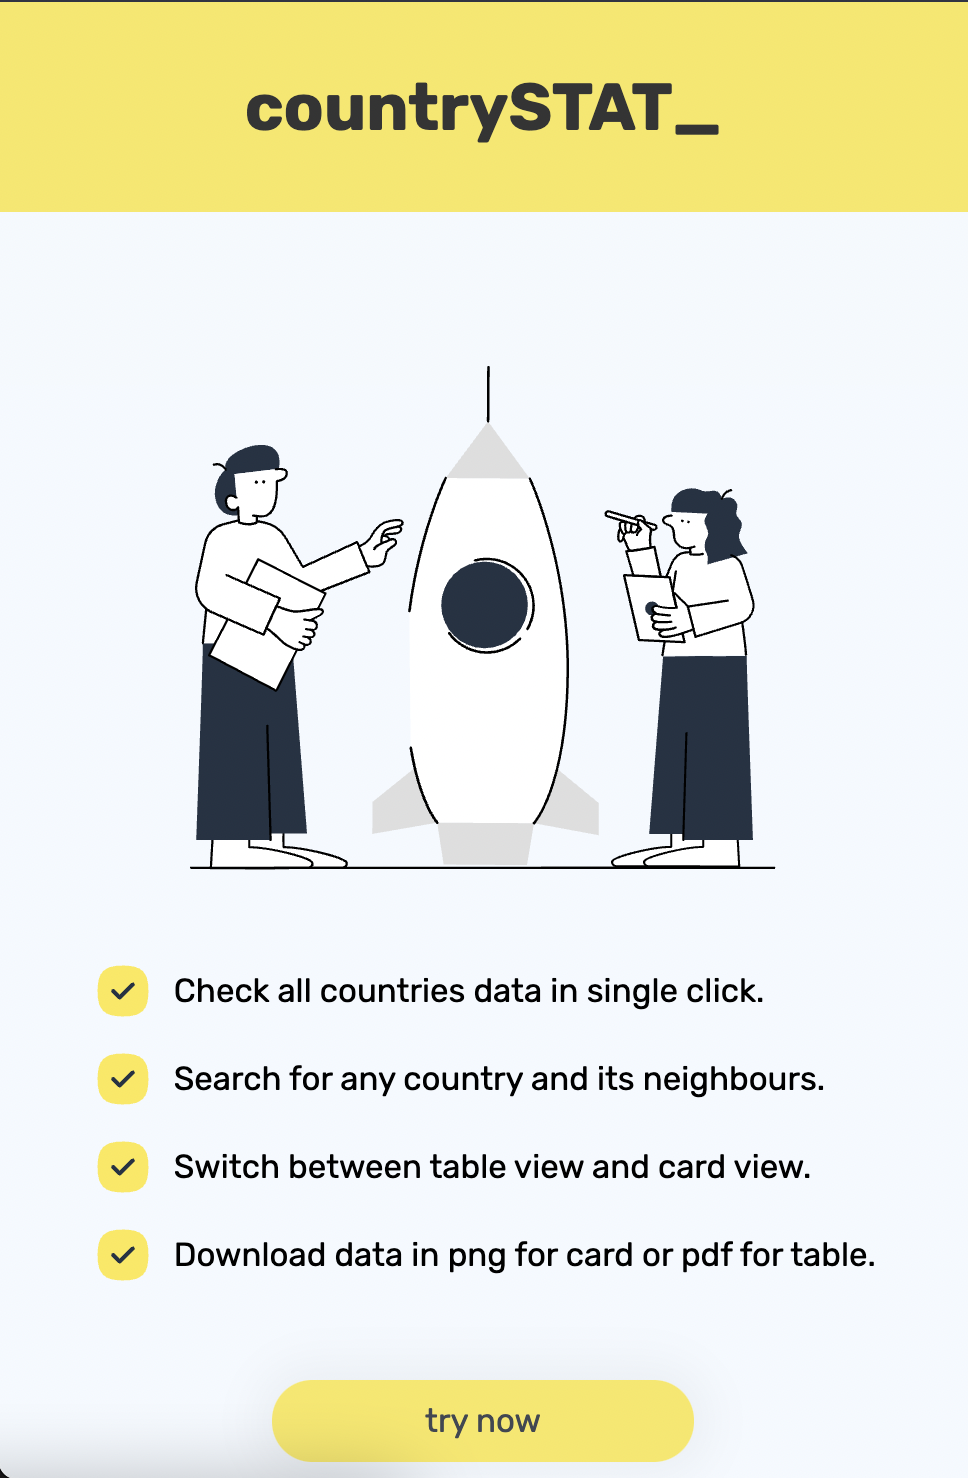 countrySTAT_
Check all countries data in single click.
Search for any country and its neighbours.
Switch between table view and card view.
Download data in png for card or pdf for table.
try now